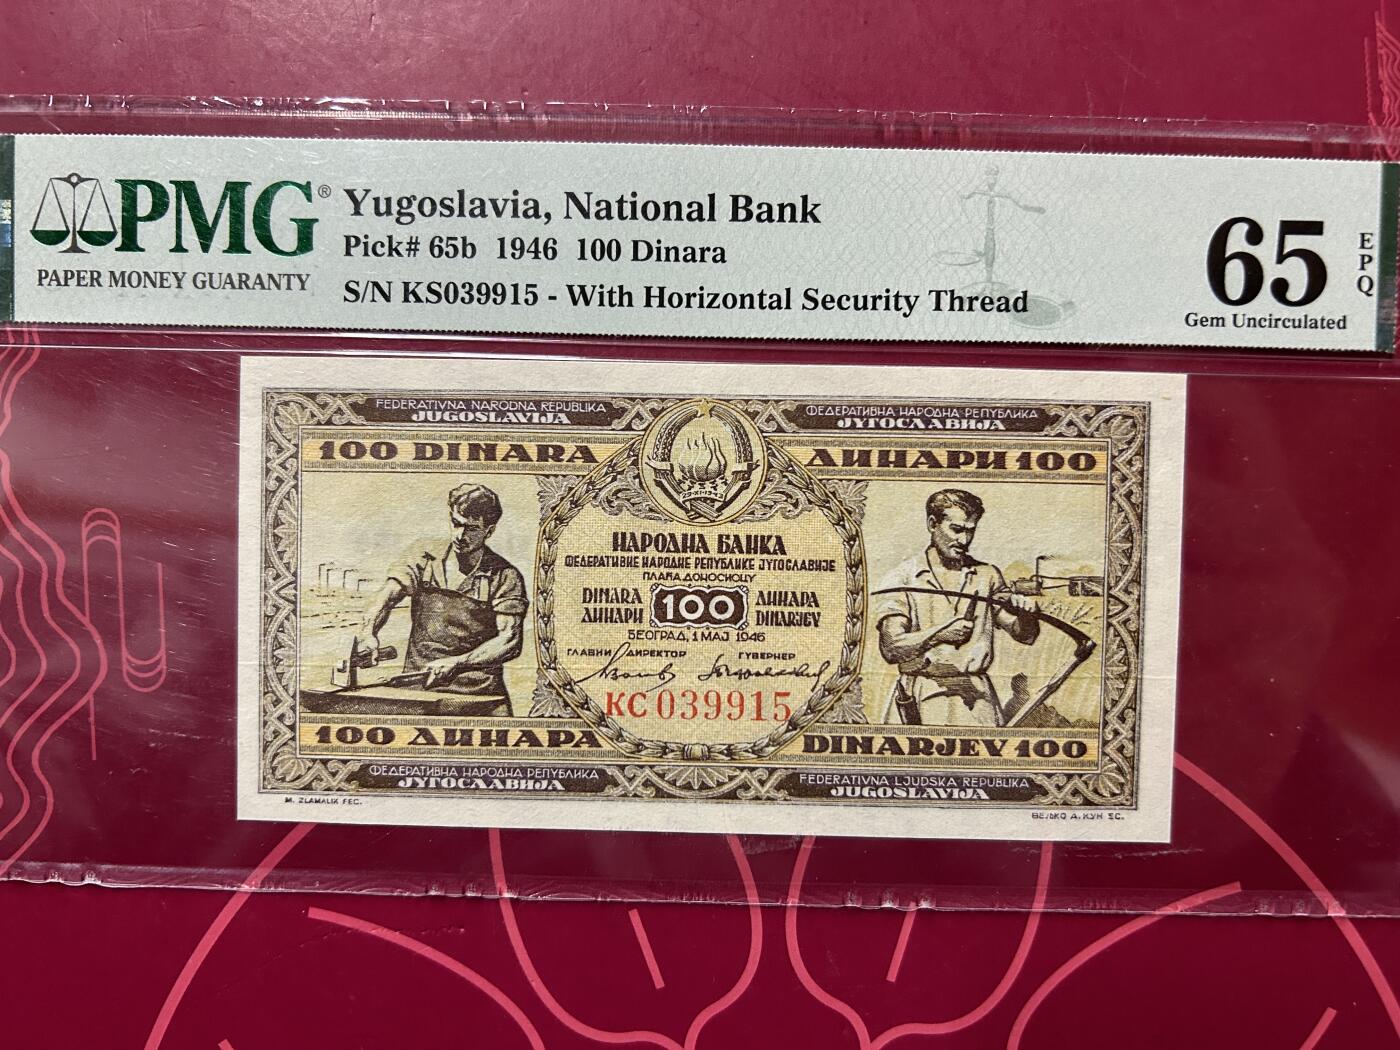 PMG®
PAPER MONEY GUARANTY
Yugoslavia, National Bank
Pick# 65b 1946 100 Dinara
S/N KS039915 - With Horizontal Security Thread
65 EPQ
Gem Uncirculated
FEDERATIVNA NARODNA REPUBLIKA
JUGOSLAVIJA
ФЕДЕРАТИВНА НАРОДНА РЕПУБЛИКА
ЈУГОСЛАВИЈА
100 DINARA
ДИНАРИ 100
29·XI·1943
НАРОДНА БАНКА
ФЕДЕРАТИВНЕ НАРОДНЕ РЕПУБЛИКЕ ЈУГОСЛАВИЈЕ
ПЛАЋА ДОНОСИОЦУ
DINARA 100 ДИНАРА
ДИНАРИ DINARJEV
БЕОГРАД, 1 МАЈ 1946
ГЛАВНИ ДИРЕКТОР ГУВЕРНЕР
КС 039915
100 ДИНАРА
DINARJEV 100
ФЕДЕРАТИВНА НАРОДНА РЕПУБЛИКА
ЈУГОСЛАВИЈА
FEDERATIVNA LJUDSKA REPUBLIKA
JUGOSLAVIJA
M. ZLAMALIK FEC.
ВЕЉКО А. КУН SC.